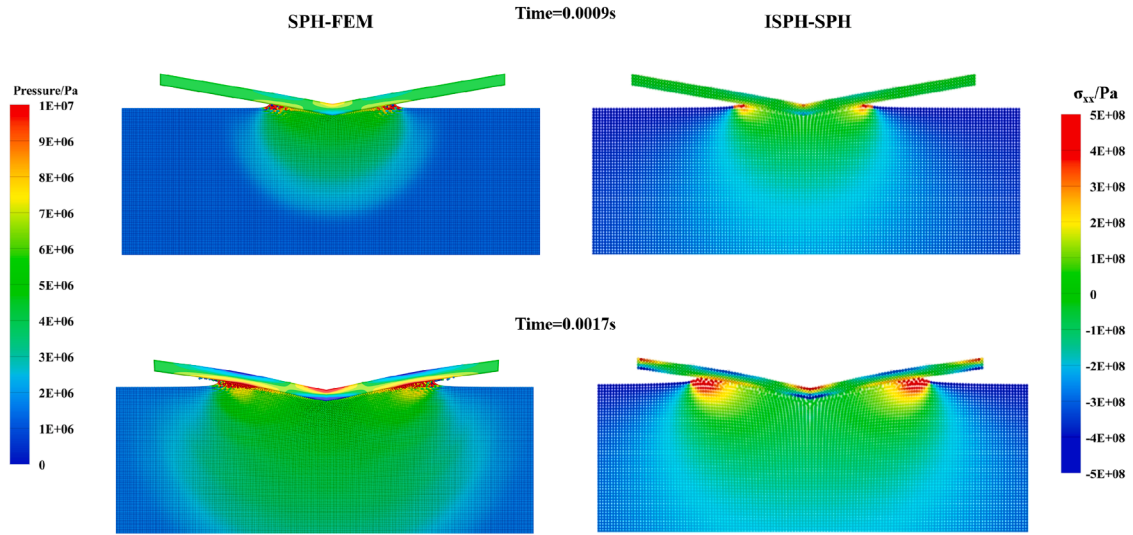 Time=0.0009s
SPH-FEM
ISPH-SPH
Pressure/Pa
1E+07
9E+06
8E+06
7E+06
6E+06
5E+06
4E+06
3E+06
2E+06
1E+06
0
σxx/Pa
5E+08
4E+08
3E+08
2E+08
1E+08
0
-1E+08
-2E+08
-3E+08
-4E+08
-5E+08
Time=0.0017s